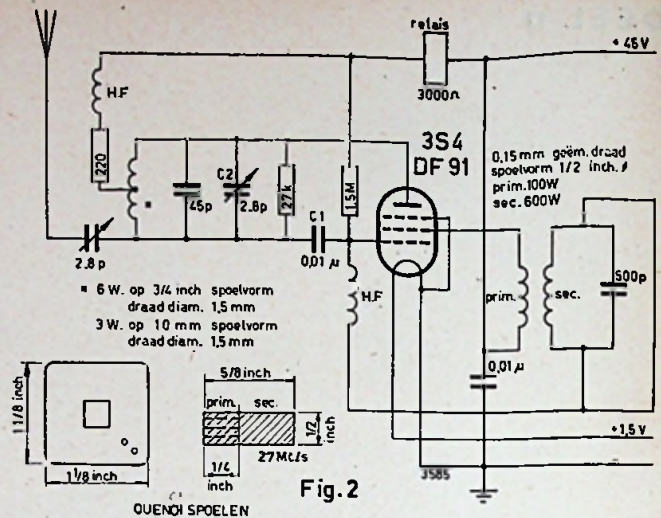 relais
+ 45 V
H.F
3000Ω
3S4
DF 91
0,15 mm geëm. draad
spoelvorm 1/2 inch.
prim. 100W
sec. 600W
220
C2
45p
2.8p
27k
1,5M
C1
500p
2.8p
0,01 µ
prim.
sec.
H.F
* 6 W. op 3/4 inch spoelvorm
draad diam. 1,5 mm
3 W. op 10 mm spoelvorm
draad diam. 1,5 mm
0,01 µ
5/8 inch
prim.
sec.
1 1/8 inch
1/2
inch
+1,5V
27Mc/s
1/4
inch
3585
1 1/8 inch
Fig. 2
QUENCH SPOELEN